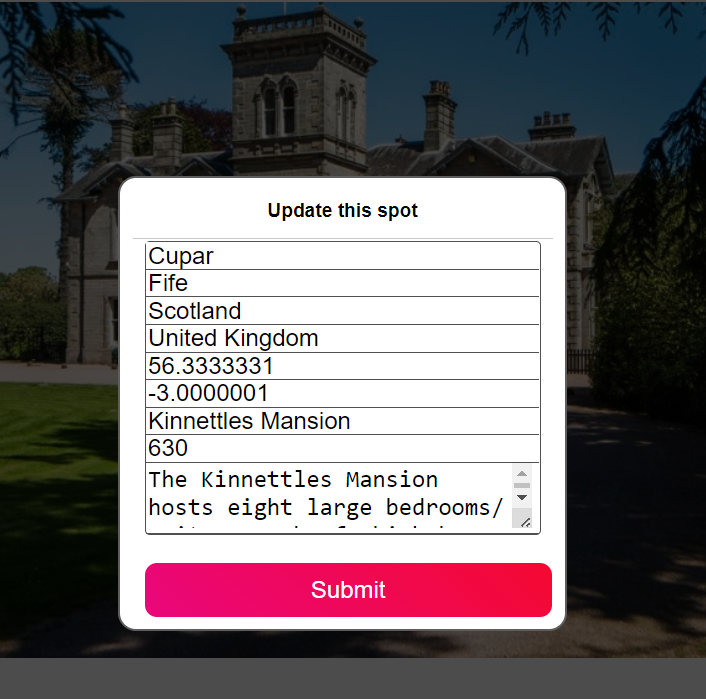 Update this spot
Cupar
Fife
Scotland
United Kingdom
56.3333331
-3.0000001
Kinnettles Mansion
630
The Kinnettles Mansion
hosts eight large bedrooms/
Submit